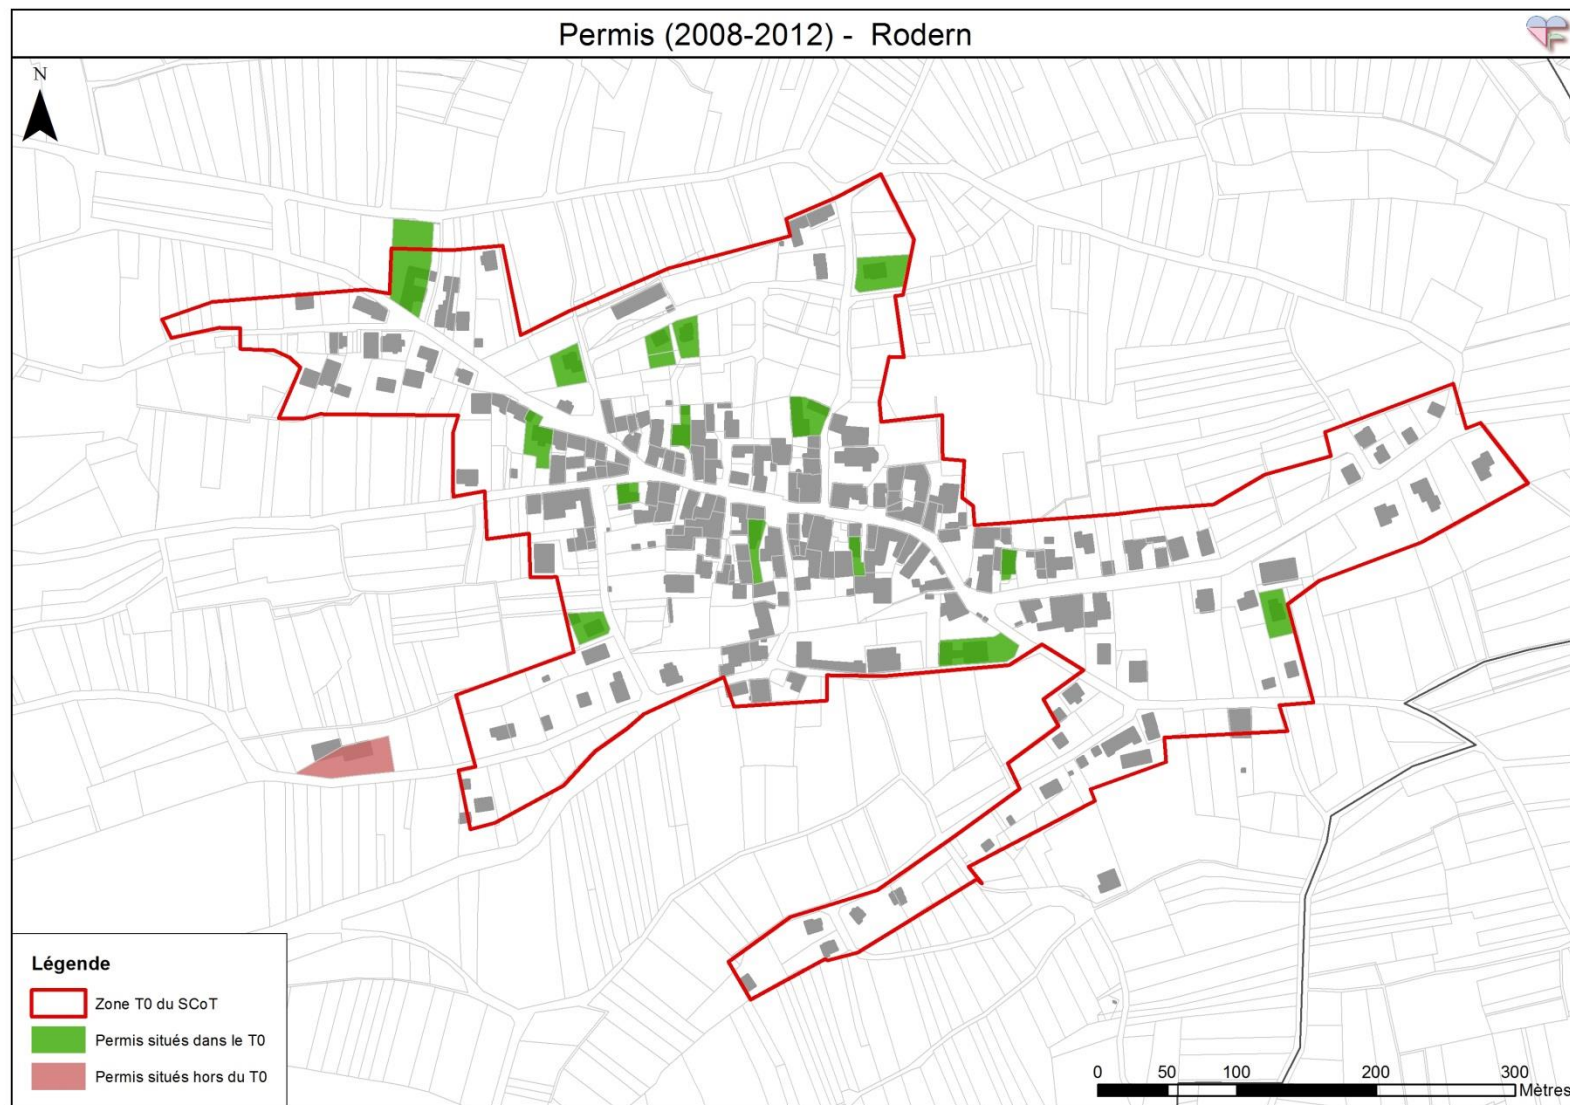 Permis (2008-2012) - Rodern
N
Légende
Zone T0 du SCoT
Permis situés dans le T0
Permis situés hors du T0
0 50 100 200 300
Mètres